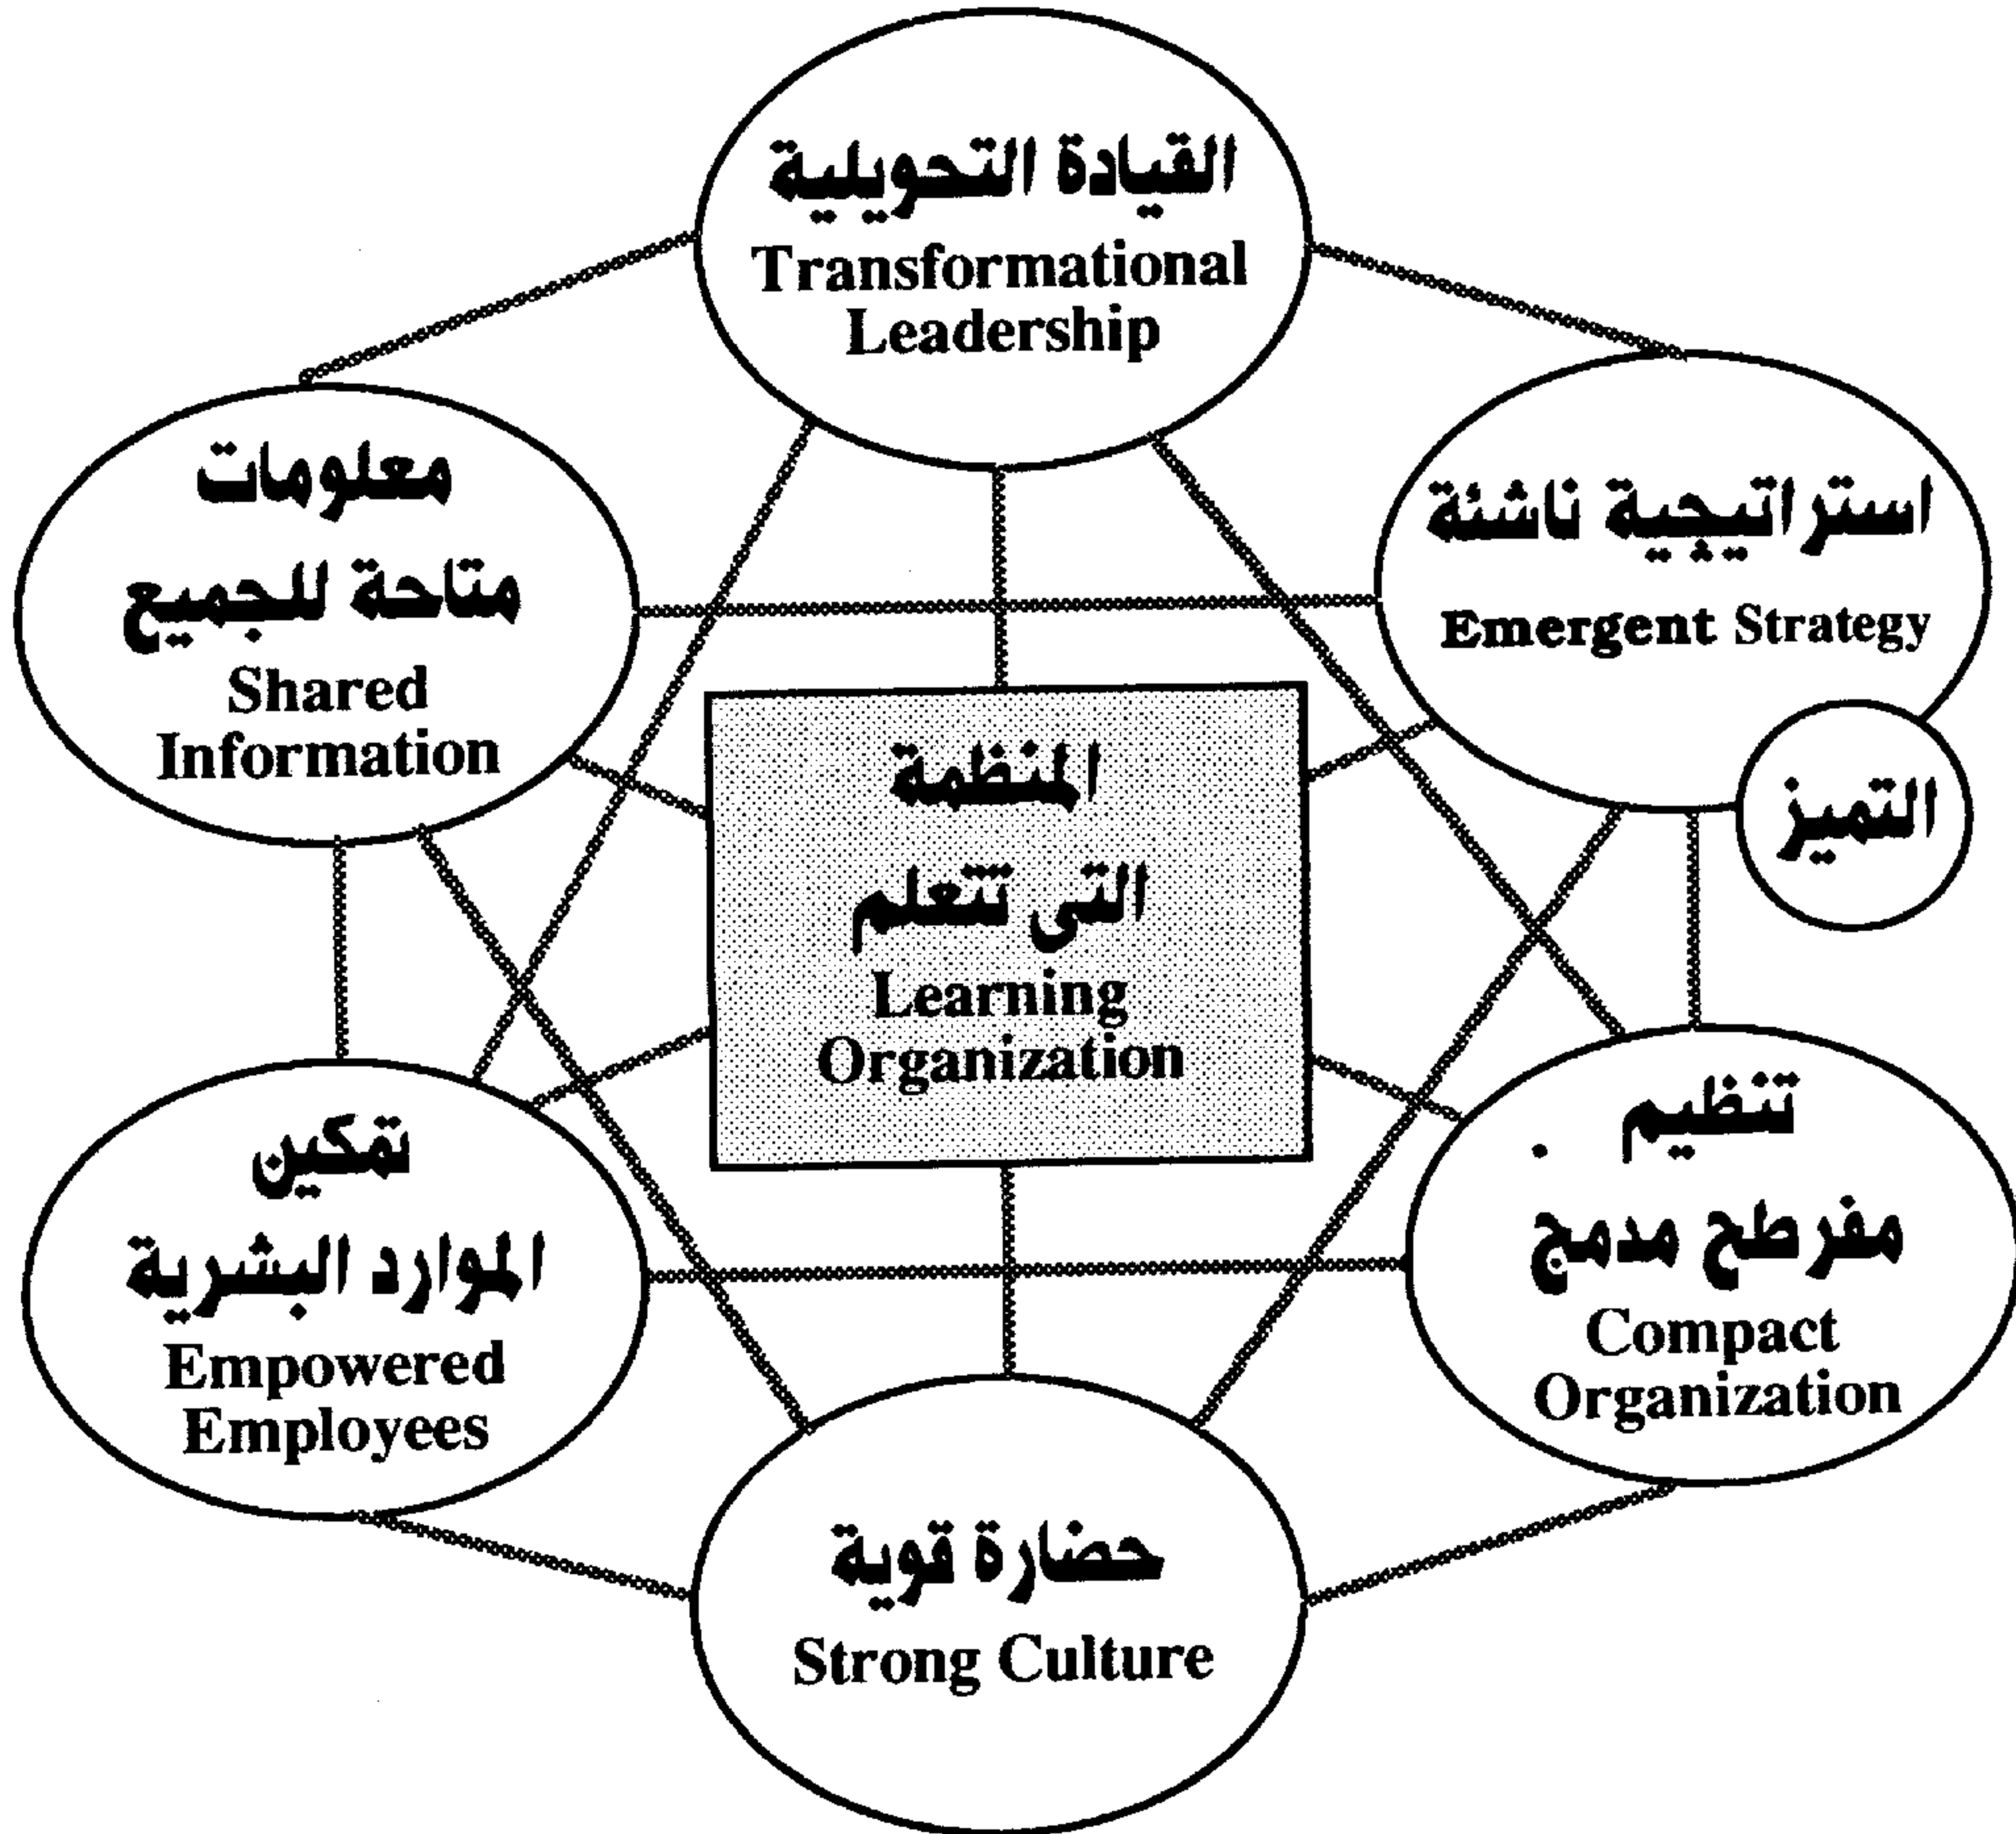 القيادة التحويلية
Transformational
Leadership
استراتيجية ناشئة
Emergent Strategy
التميز
معلومات
متاحة للجميع
Shared
Information
المنظمة
التى تتعلم
Learning
Organization
تنظيم
مفرطح مدمج
Compact
Organization
تمكين
الموارد البشرية
Empowered
Employees
حضارة قوية
Strong Culture